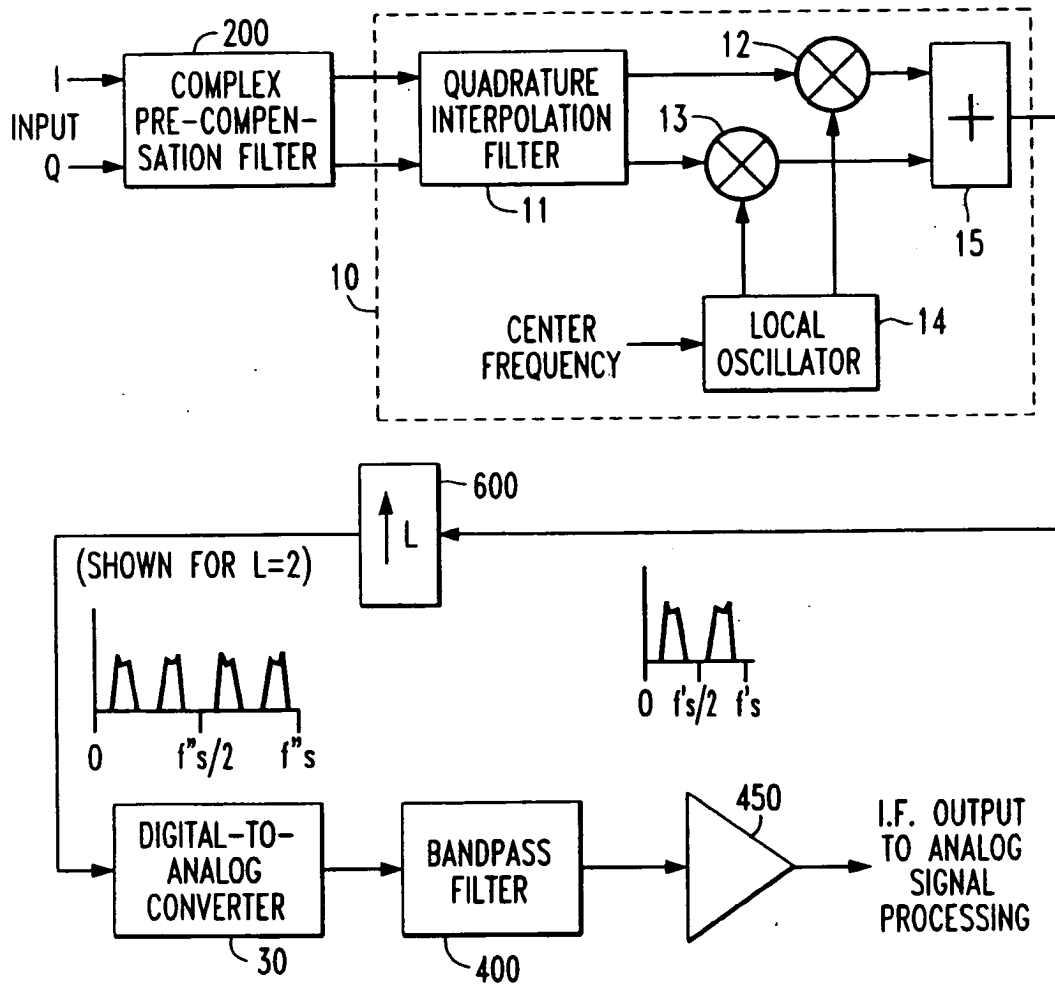 200
I
INPUT
Q
COMPLEX
PRE-COMPEN-
SATION FILTER
QUADRATURE
INTERPOLATION
FILTER
11
12
13
+
15
10
CENTER
FREQUENCY
LOCAL
OSCILLATOR
14
600
L
(SHOWN FOR L=2)
0
f's/2
f's
0
f"s/2
f"s
DIGITAL-TO-
ANALOG
CONVERTER
30
BANDPASS
FILTER
400
450
I.F. OUTPUT
TO ANALOG
SIGNAL
PROCESSING